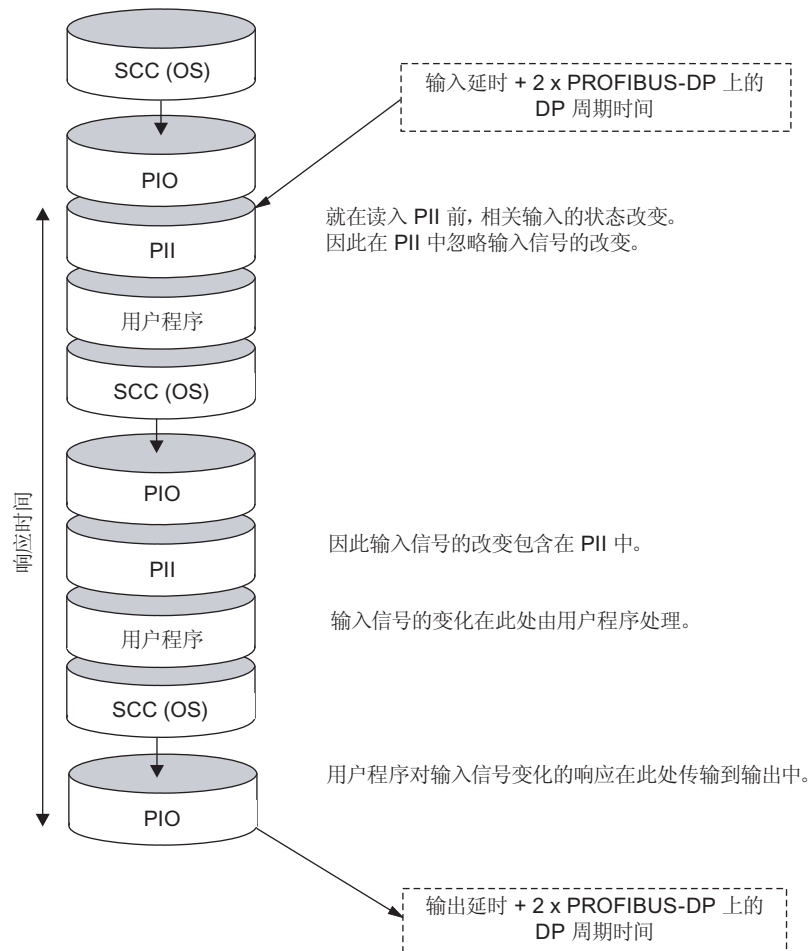 SCC (OS)
输入延时 + 2 x PROFIBUS-DP 上的
DP 周期时间
PIO
就在读入 PII 前, 相关输入的状态改变。
因此在 PII 中忽略输入信号的改变。
PII
用户程序
SCC (OS)
PIO
响应时间
因此输入信号的改变包含在 PII 中。
PII
输入信号的变化在此处由用户程序处理。
用户程序
SCC (OS)
用户程序对输入信号变化的响应在此处传输到输出中。
PIO
输出延时 + 2 x PROFIBUS-DP 上的
DP 周期时间